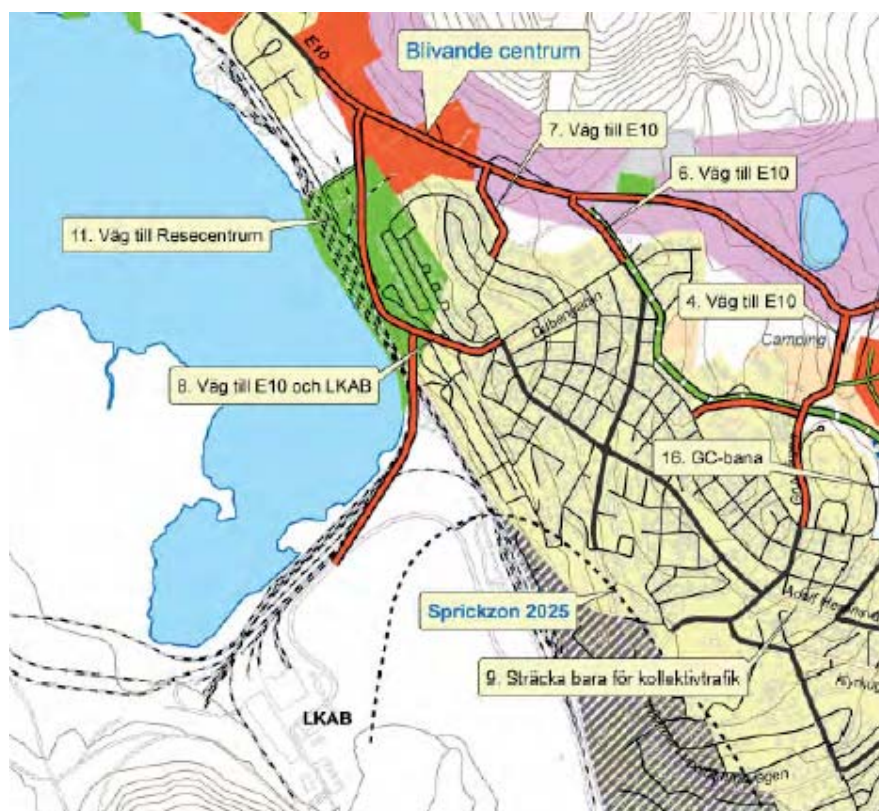 E10
Blivande centrum
7. Väg till E10
6. Väg till E10
11. Väg till Resecentrum
4. Väg till E10
Camping
8. Väg till E10 och LKAB
16. GC-bana
Sprickzon 2025
9. Sträcka bara för kollektivtrafik
LKAB